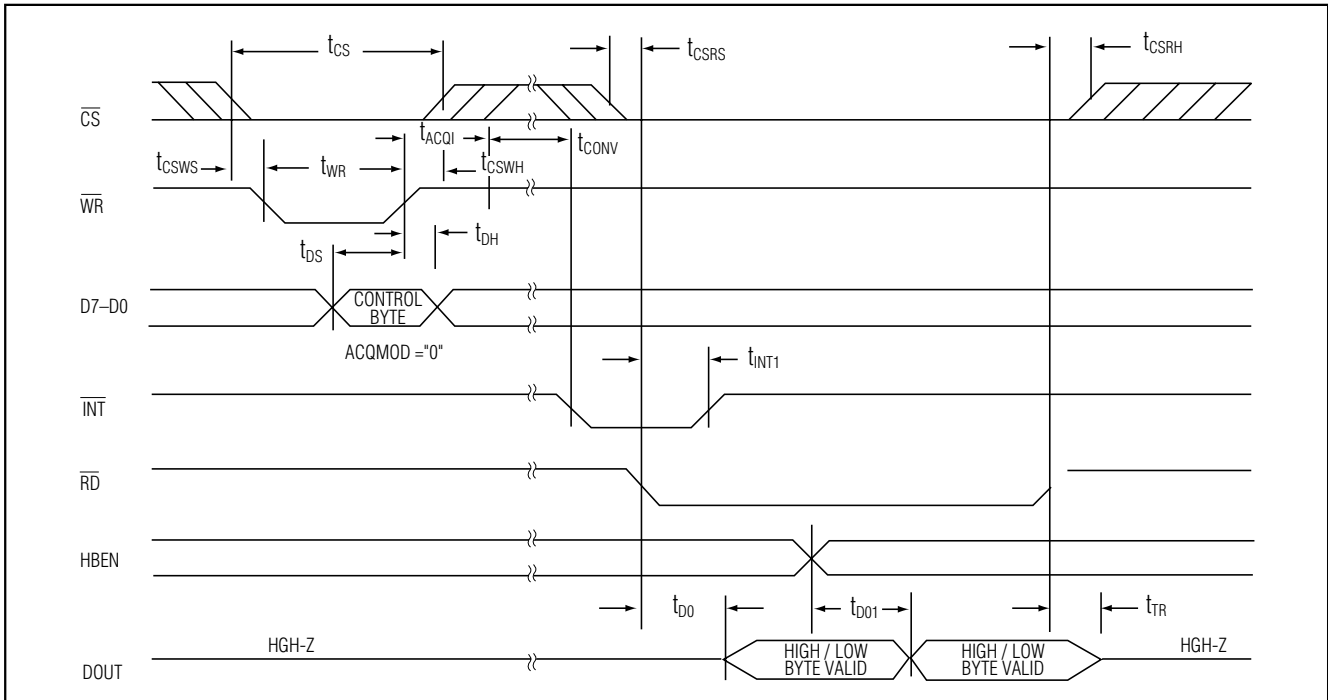 tCS
tCSRS
tCSRH
CS
tACQI
tCONV
tCSWS
tWR
tCSWH
WR
tDS
tDH
D7–D0
CONTROL
BYTE
ACQMOD ="0"
tINT1
INT
RD
HBEN
tD0
tD01
tTR
HGH-Z
HIGH / LOW
BYTE VALID
HIGH / LOW
BYTE VALID
HGH-Z
DOUT